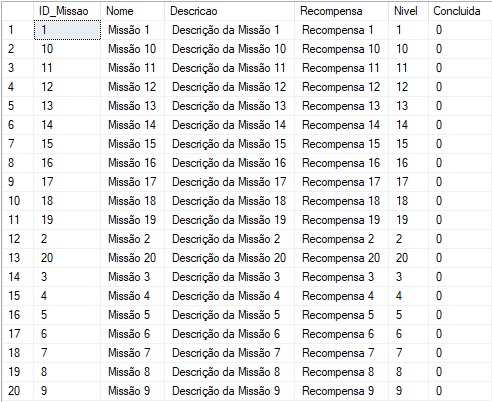 ID_Missao Nome Descricao Recompensa Nivel Concluida
1 1 Missão 1 Descrição da Missão 1 Recompensa 1 1 0
2 10 Missão 10 Descrição da Missão 10 Recompensa 10 10 0
3 11 Missão 11 Descrição da Missão 11 Recompensa 11 11 0
4 12 Missão 12 Descrição da Missão 12 Recompensa 12 12 0
5 13 Missão 13 Descrição da Missão 13 Recompensa 13 13 0
6 14 Missão 14 Descrição da Missão 14 Recompensa 14 14 0
7 15 Missão 15 Descrição da Missão 15 Recompensa 15 15 0
8 16 Missão 16 Descrição da Missão 16 Recompensa 16 16 0
9 17 Missão 17 Descrição da Missão 17 Recompensa 17 17 0
10 18 Missão 18 Descrição da Missão 18 Recompensa 18 18 0
11 19 Missão 19 Descrição da Missão 19 Recompensa 19 19 0
12 2 Missão 2 Descrição da Missão 2 Recompensa 2 2 0
13 20 Missão 20 Descrição da Missão 20 Recompensa 20 20 0
14 3 Missão 3 Descrição da Missão 3 Recompensa 3 3 0
15 4 Missão 4 Descrição da Missão 4 Recompensa 4 4 0
16 5 Missão 5 Descrição da Missão 5 Recompensa 5 5 0
17 6 Missão 6 Descrição da Missão 6 Recompensa 6 6 0
18 7 Missão 7 Descrição da Missão 7 Recompensa 7 7 0
19 8 Missão 8 Descrição da Missão 8 Recompensa 8 8 0
20 9 Missão 9 Descrição da Missão 9 Recompensa 9 9 0